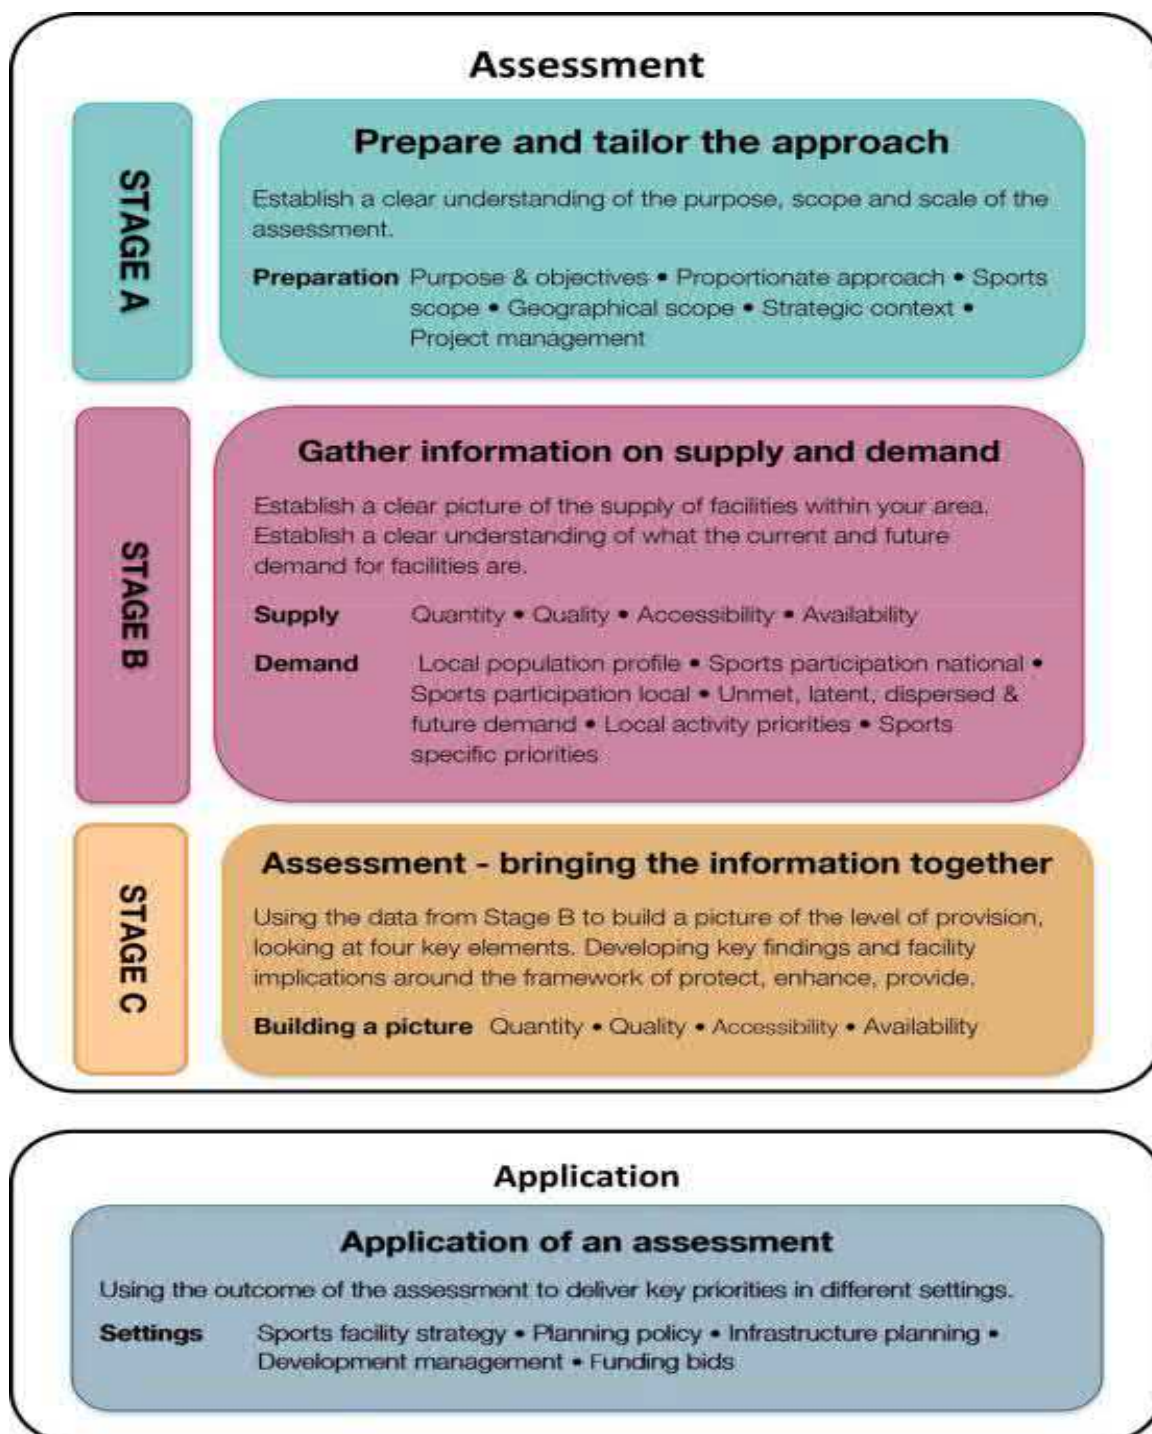 Assessment
STAGE A
Prepare and tailor the approach
Establish a clear understanding of the purpose, scope and scale of the
assessment.
Preparation Purpose & objectives • Proportionate approach • Sports
scope • Geographical scope • Strategic context •
Project management
STAGE B
Gather information on supply and demand
Establish a clear picture of the supply of facilities within your area.
Establish a clear understanding of what the current and future
demand for facilities are.
Supply Quantity • Quality • Accessibility • Availability
Demand Local population profile • Sports participation national •
Sports participation local • Unmet, latent, dispersed &
future demand • Local activity priorities • Sports
specific priorities
STAGE C
Assessment - bringing the information together
Using the data from Stage B to build a picture of the level of provision,
looking at four key elements. Developing key findings and facility
implications around the framework of protect, enhance, provide.
Building a picture Quantity • Quality • Accessibility • Availability
Application
Application of an assessment
Using the outcome of the assessment to deliver key priorities in different settings.
Settings Sports facility strategy • Planning policy • Infrastructure planning •
Development management • Funding bids